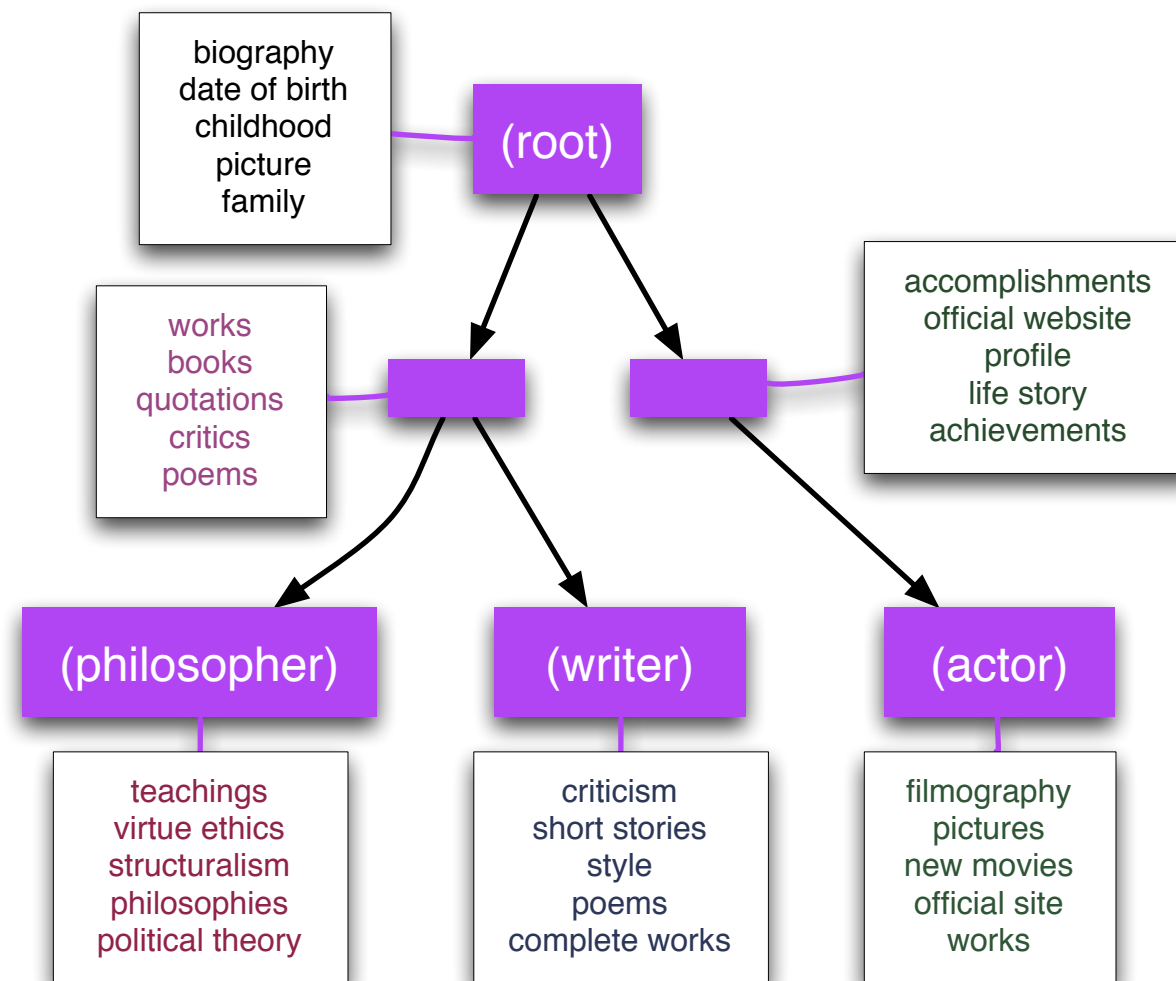 biography
date of birth
childhood
picture
family
(root)
accomplishments
official website
profile
life story
achievements
works
books
quotations
critics
poems
(philosopher)
(writer)
(actor)
teachings
virtue ethics
structuralism
philosophies
political theory
criticism
short stories
style
poems
complete works
filmography
pictures
new movies
official site
works